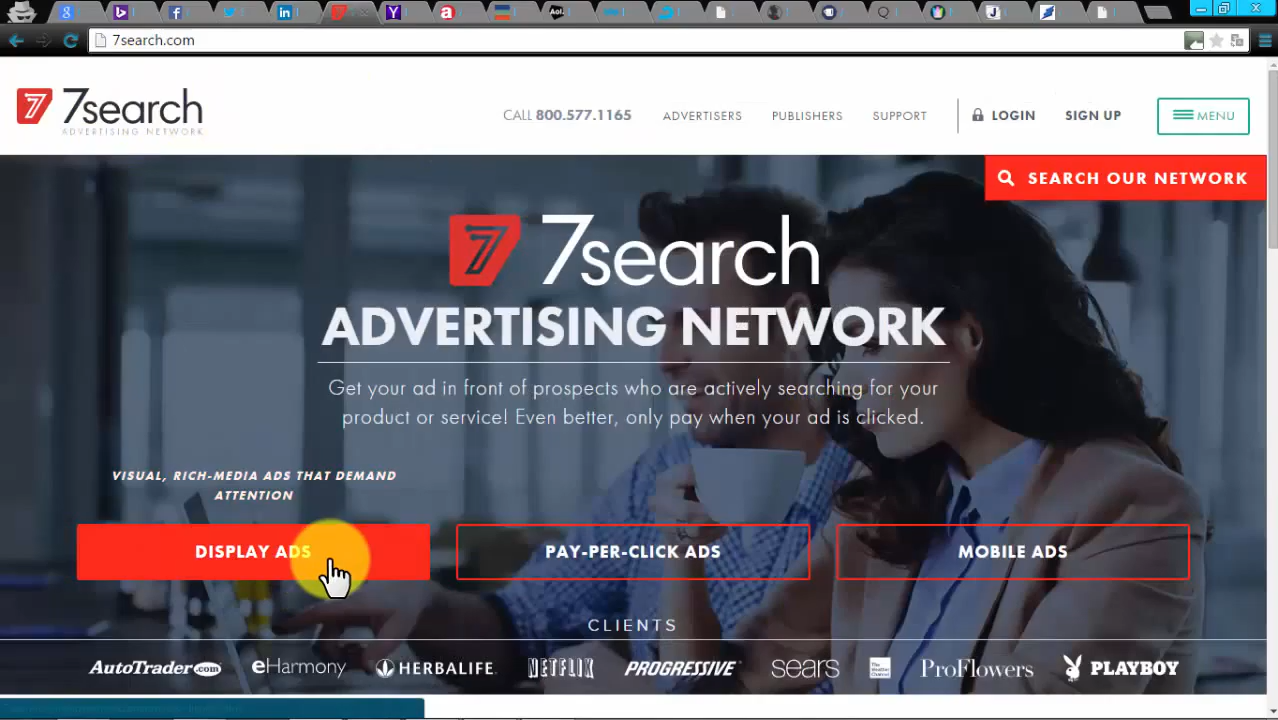 7search.com
7search
ADVERTISING NETWORK
CALL 800.577.1165
ADVERTISERS
PUBLISHERS
SUPPORT
LOGIN
SIGN UP
MENU
SEARCH OUR NETWORK
7search
ADVERTISING NETWORK
Get your ad in front of prospects who are actively searching for your
product or service! Even better, only pay when your ad is clicked.
VISUAL, RICH-MEDIA ADS THAT DEMAND
ATTENTION
DISPLAY ADS
PAY-PER-CLICK ADS
MOBILE ADS
CLIENTS
AutoTrader.com
eHarmony
HERBALIFE
NETFLIX
PROGRESSIVE
sears
The Weather Channel
ProFlowers
PLAYBOY